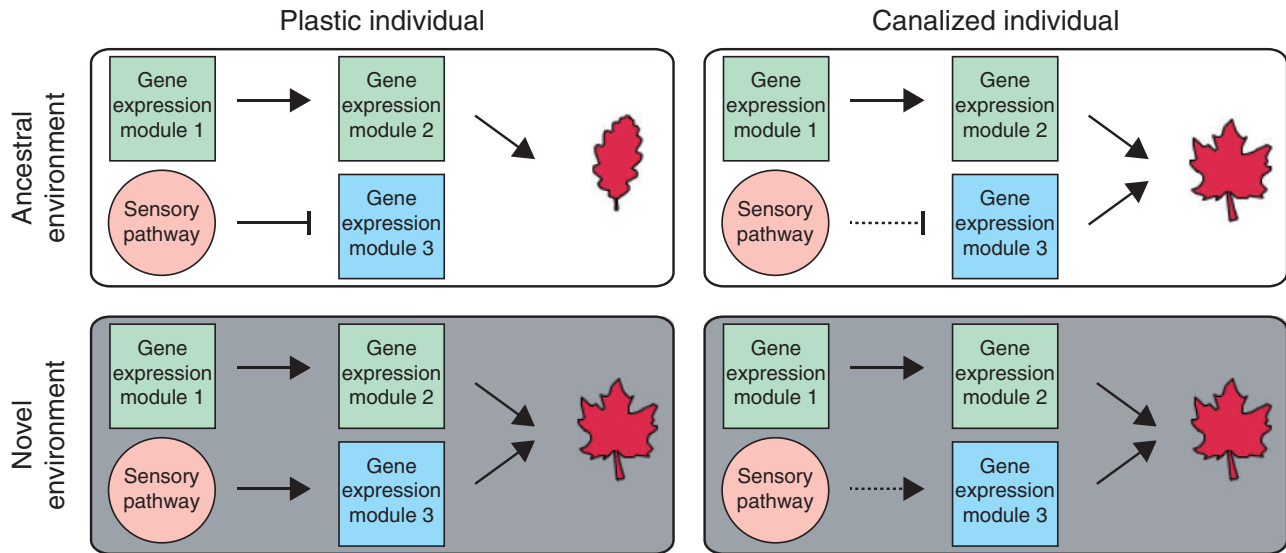 Plastic individual
Canalized individual
Ancestral
environment
Gene
expression
module 1
Gene
expression
module 2
Sensory
pathway
Gene
expression
module 3
Gene
expression
module 1
Gene
expression
module 2
Sensory
pathway
Gene
expression
module 3
Novel
environment
Gene
expression
module 1
Gene
expression
module 2
Sensory
pathway
Gene
expression
module 3
Gene
expression
module 1
Gene
expression
module 2
Sensory
pathway
Gene
expression
module 3